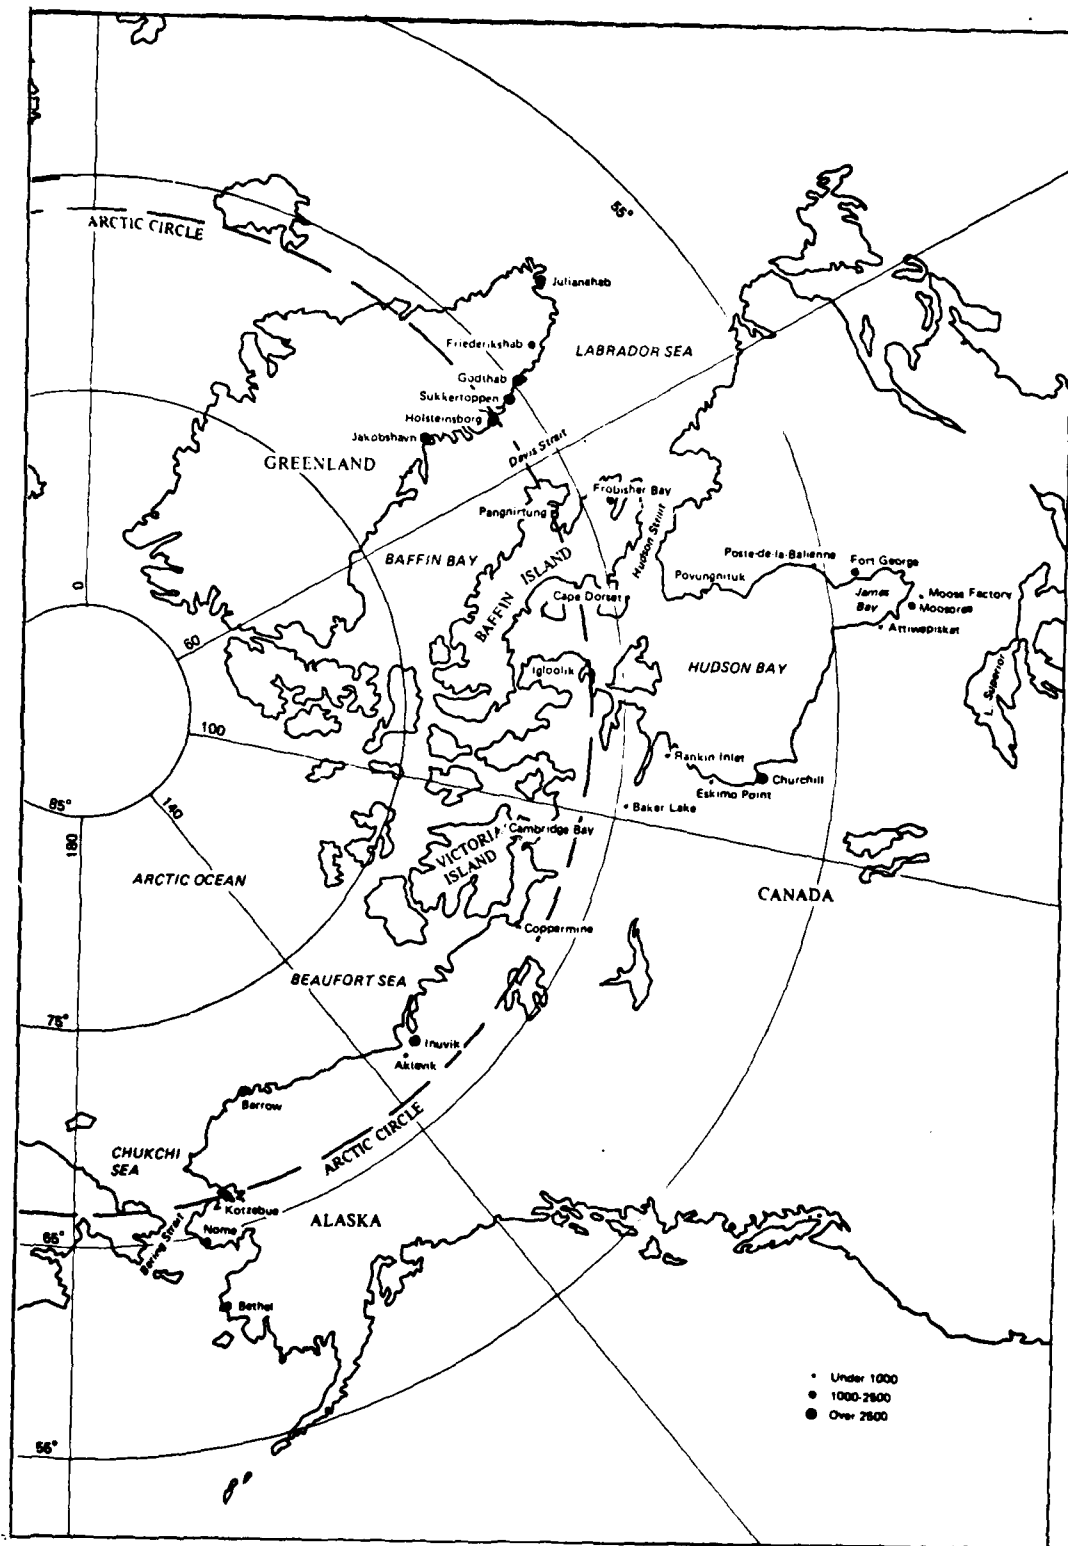 55°
ARCTIC CIRCLE
Julianehab
Friederikshab
LABRADOR SEA
Godthab
Sukkertoppen
Holsteinsborg
Jakobshavn
GREENLAND
Davis Strait
Frobisher Bay
Pangnirtung
Hudson Strait
BAFFIN BAY
BAFFIN ISLAND
Poste-de-la-Balienne
Fort George
Povungnituk
James
Bay
Moose Factory
Moosonee
Attiwapiskat
Cape Dorset
0
60
HUDSON BAY
Igloolik
L. Superior
100
Rankin Inlet
Churchill
Eskimo Point
Baker Lake
85°
140
180
Cambridge Bay
VICTORIA
ISLAND
ARCTIC OCEAN
CANADA
Coppermine
BEAUFORT SEA
75°
Inuvik
Aklavik
Barrow
ARCTIC CIRCLE
CHUKCHI
SEA
Kotzebue
ALASKA
Nome
65°
Bering Strait
Bethel
Under 1000
1000-2500
Over 2500
55°